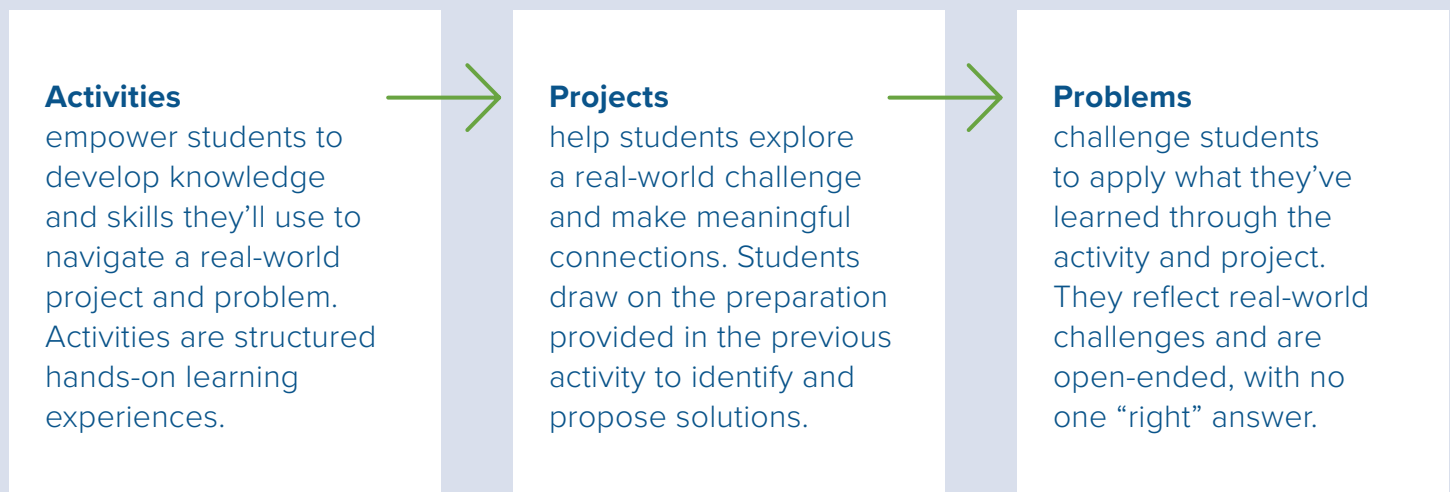 Activities
empower students to
develop knowledge
and skills they’ll use to
navigate a real-world
project and problem.
Activities are structured
hands-on learning
experiences.
Projects
help students explore
a real-world challenge
and make meaningful
connections. Students
draw on the preparation
provided in the previous
activity to identify and
propose solutions.
Problems
challenge students
to apply what they’ve
learned through the
activity and project.
They reflect real-world
challenges and are
open-ended, with no
one “right” answer.